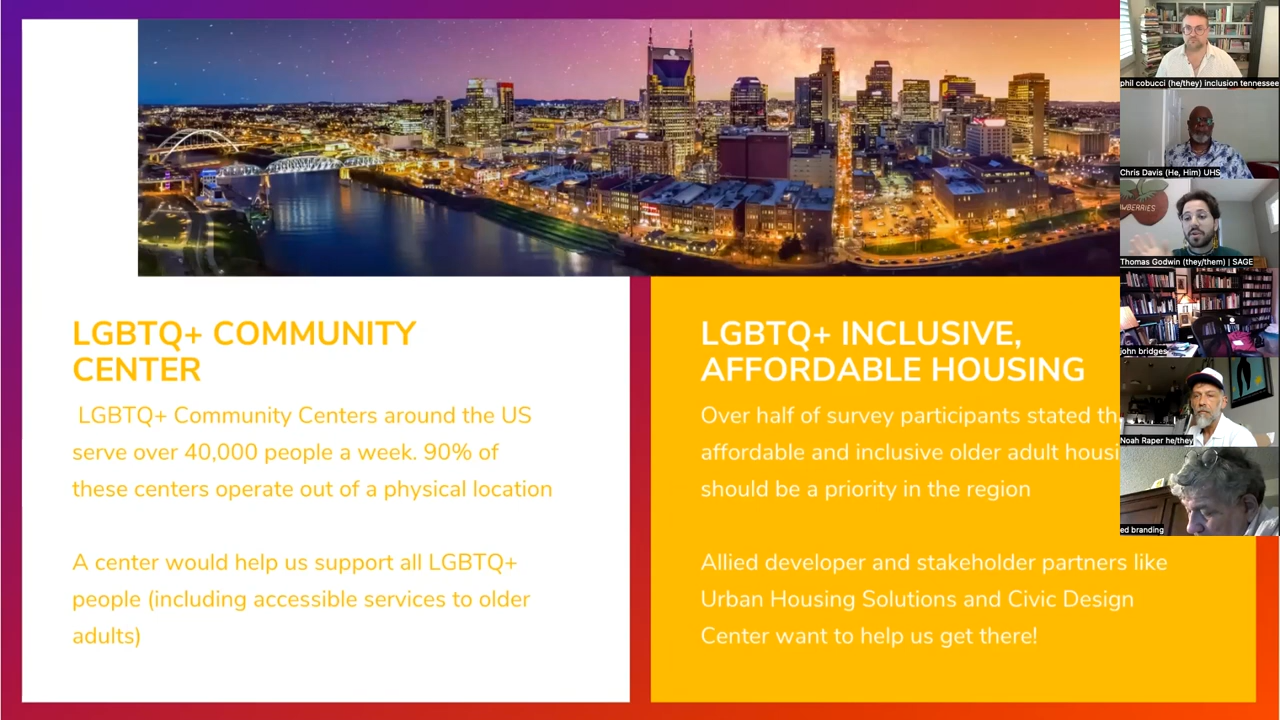 LGBTQ+ COMMUNITY
CENTER
LGBTQ+ Community Centers around the US
serve over 40,000 people a week. 90% of
these centers operate out of a physical location
A center would help us support all LGBTQ+
people (including accessible services to older
adults)
LGBTQ+ INCLUSIVE,
AFFORDABLE HOUSING
Over half of survey participants stated th
affordable and inclusive older adult housi
should be a priority in the region
Allied developer and stakeholder partners like
Urban Housing Solutions and Civic Design
Center want to help us get there!
phil cobucci (he/they) inclusion tennessee
Chris Davis (He, Him) UHS
AWBERRIES
Thomas Godwin (they/them) | SAGE
john bridges
Noah Raper he/they
ed branding